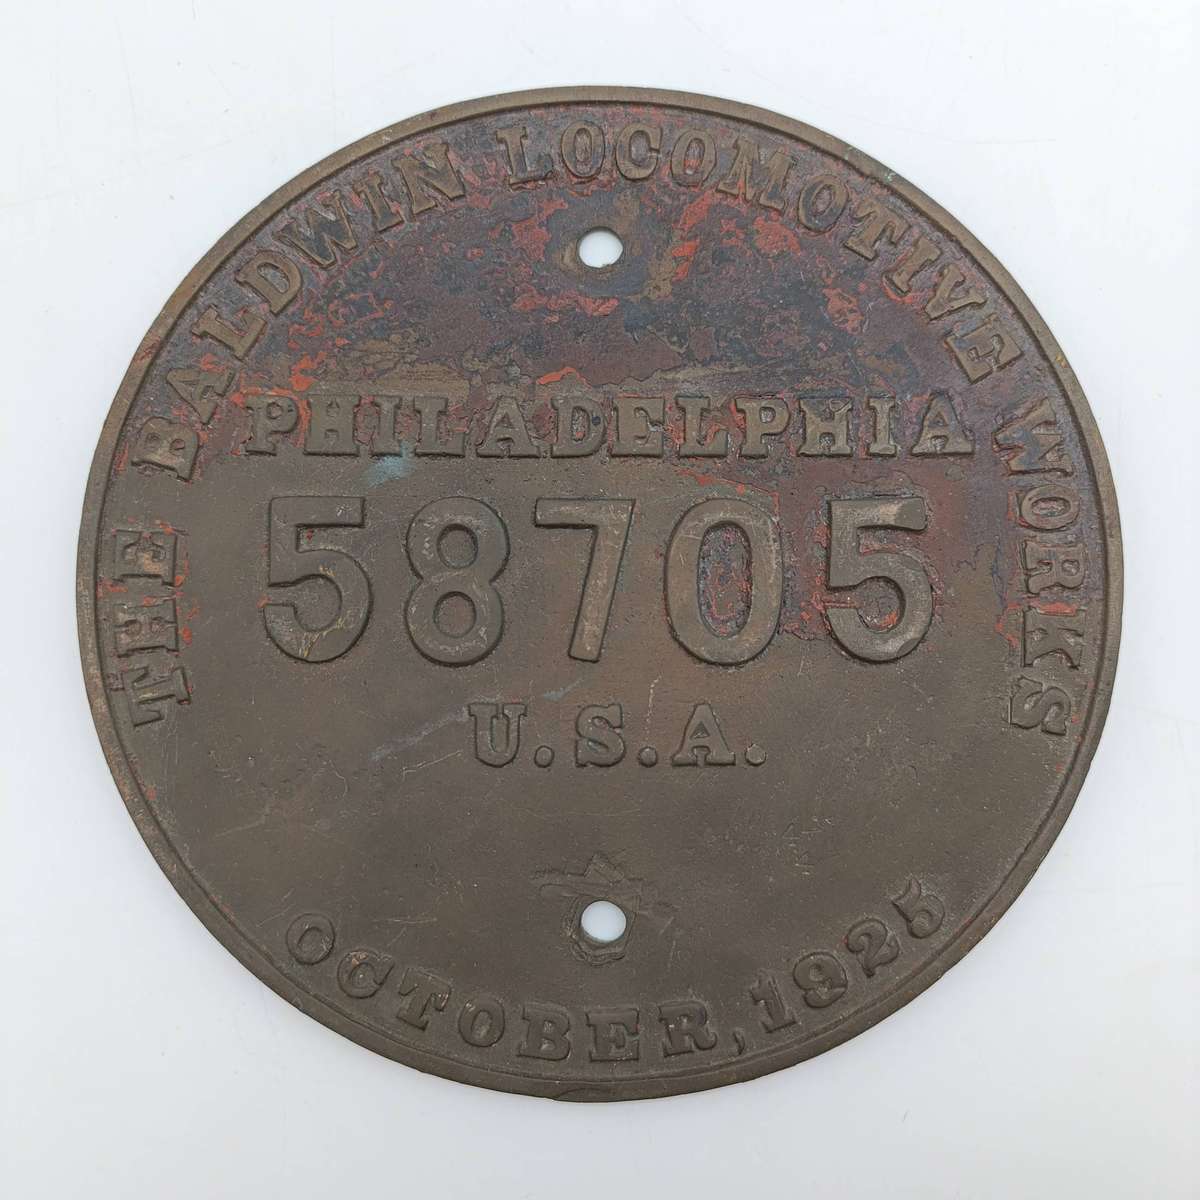 THE BALDWIN LOCOMOTIVE WORKS
PHILADELPHIA
58705
U.S.A.
OCTOBER, 1925